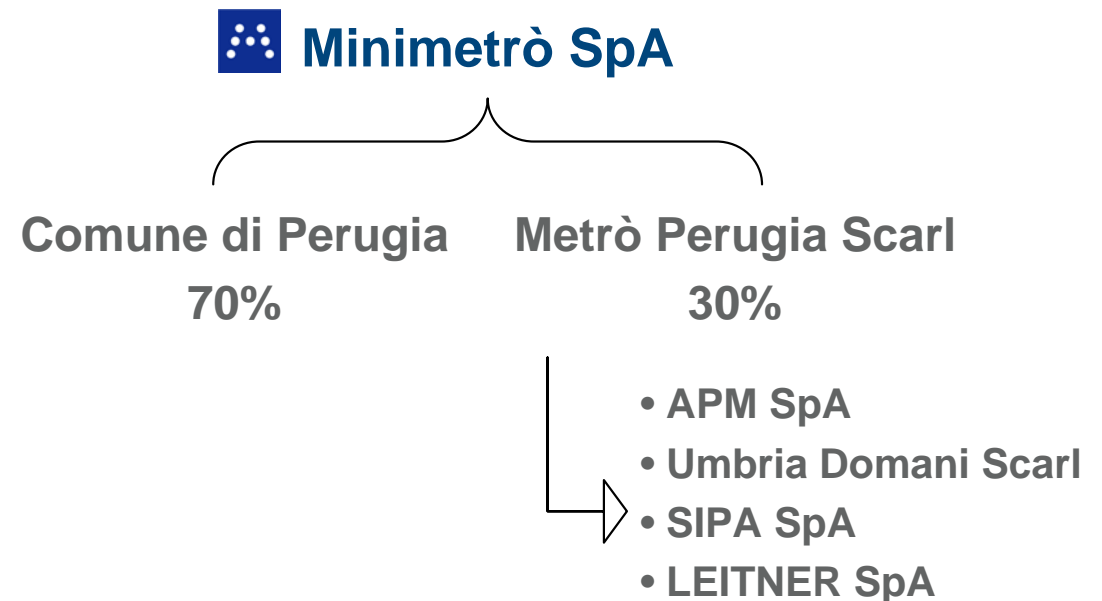 Minimetrò SpA
Comune di Perugia
70%
Metrò Perugia Scarl
30%
• APM SpA
• Umbria Domani Scarl
• SIPA SpA
• LEITNER SpA